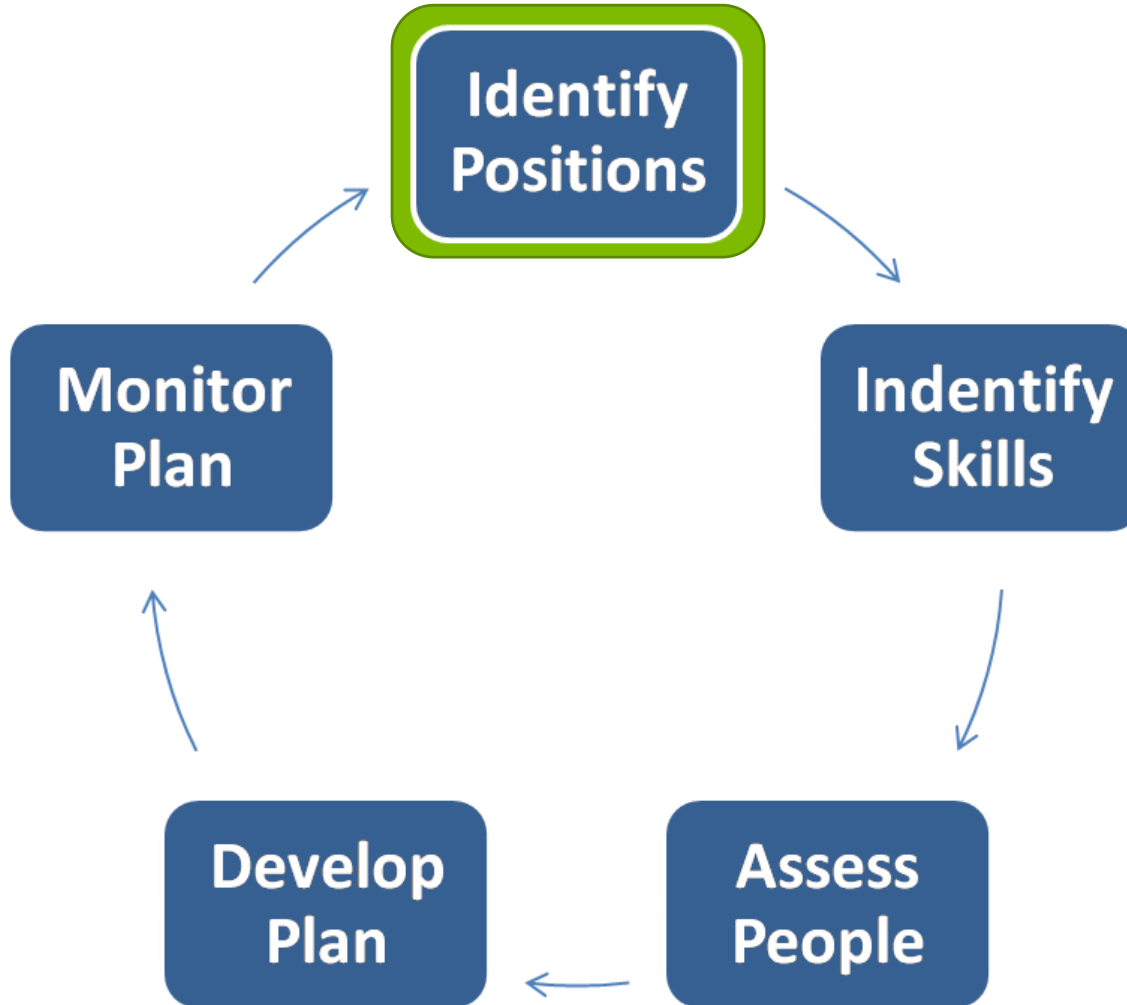 Identify
Positions
Indentify
Skills
Assess
People
Develop
Plan
Monitor
Plan